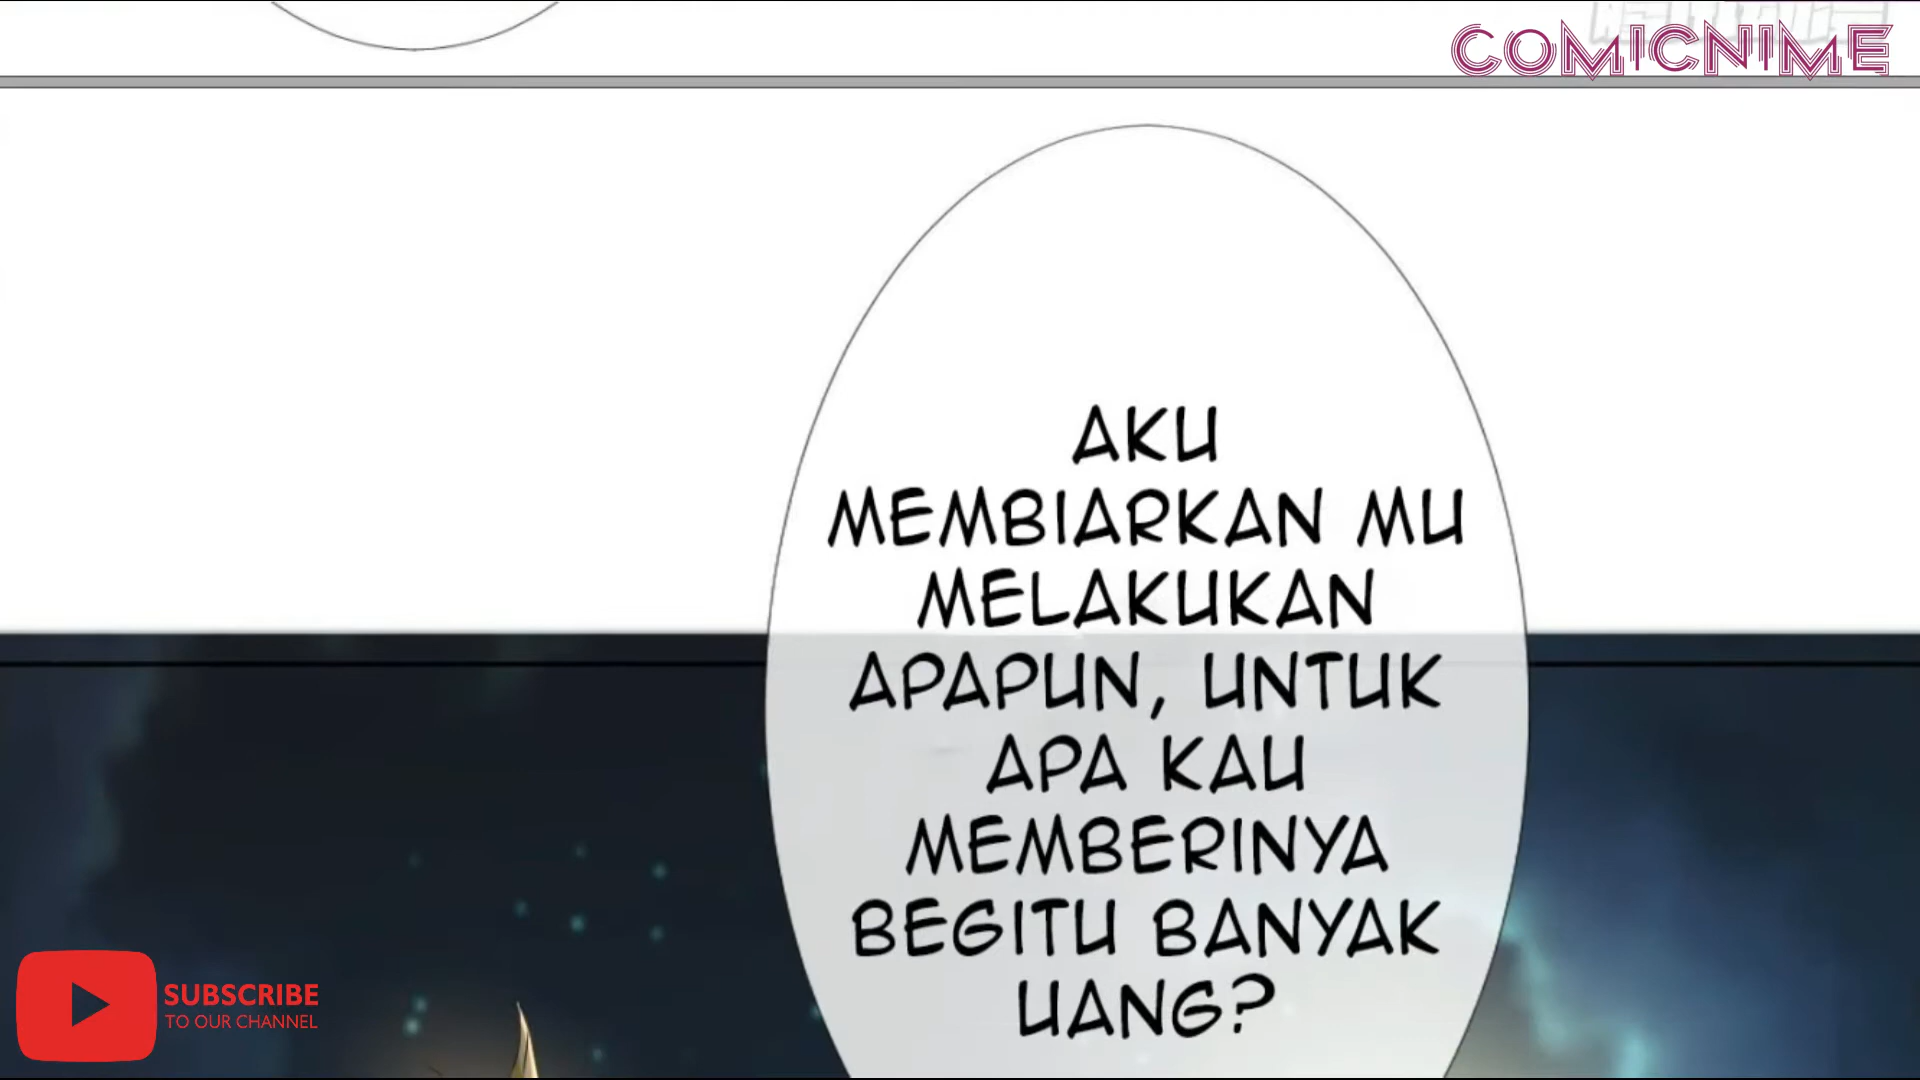 COMICNIME
AKU
MEMBIARKAN MU
MELAKUKAN
APAPUN, UNTUK
APA KAU
MEMBERINYA
BEGITU BANYAK
UANG?
SUBSCRIBE
TO OUR CHANNEL